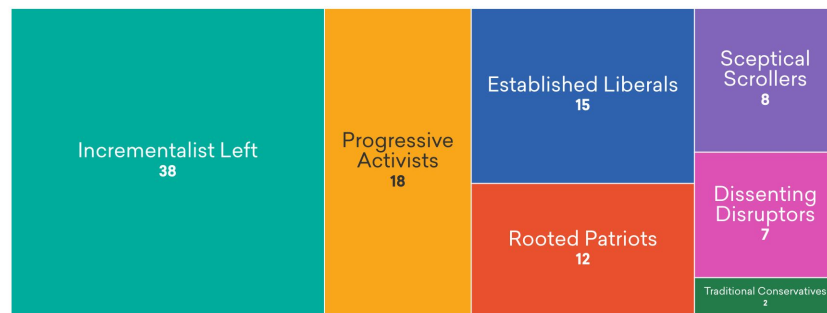 Incrementalist Left
38
Progressive
Activists
18
Established Liberals
15
Rooted Patriots
12
Sceptical
Scrollers
8
Dissenting
Disruptors
7
Traditional Conservatives
2